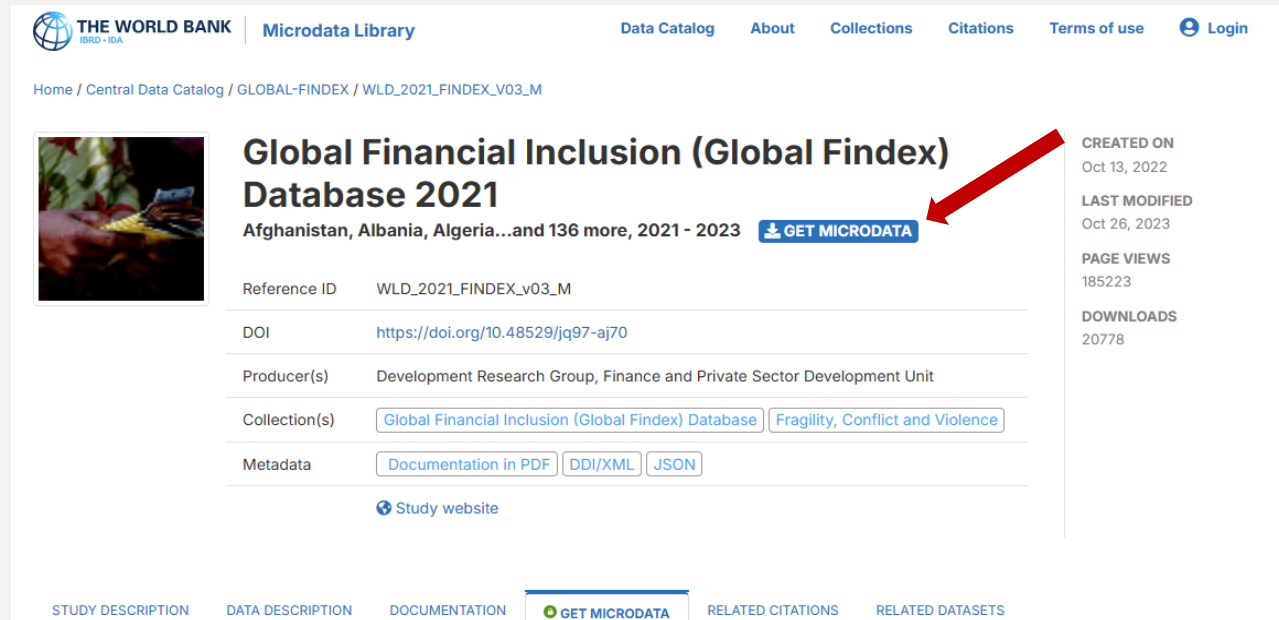 THE WORLD BANK
IBRD • IDA
Microdata Library
Data Catalog
About
Collections
Citations
Terms of use
Login
Home / Central Data Catalog / GLOBAL-FINDEX / WLD_2021_FINDEX_V03_M
Global Financial Inclusion (Global Findex)
Database 2021
Afghanistan, Albania, Algeria...and 136 more, 2021 - 2023
GET MICRODATA
Reference ID WLD_2021_FINDEX_v03_M
DOI https://doi.org/10.48529/jq97-aj70
Producer(s) Development Research Group, Finance and Private Sector Development Unit
Collection(s) Global Financial Inclusion (Global Findex) Database Fragility, Conflict and Violence
Metadata Documentation in PDF DDI/XML JSON
Study website
CREATED ON
Oct 13, 2022
LAST MODIFIED
Oct 26, 2023
PAGE VIEWS
185223
DOWNLOADS
20778
STUDY DESCRIPTION
DATA DESCRIPTION
DOCUMENTATION
GET MICRODATA
RELATED CITATIONS
RELATED DATASETS